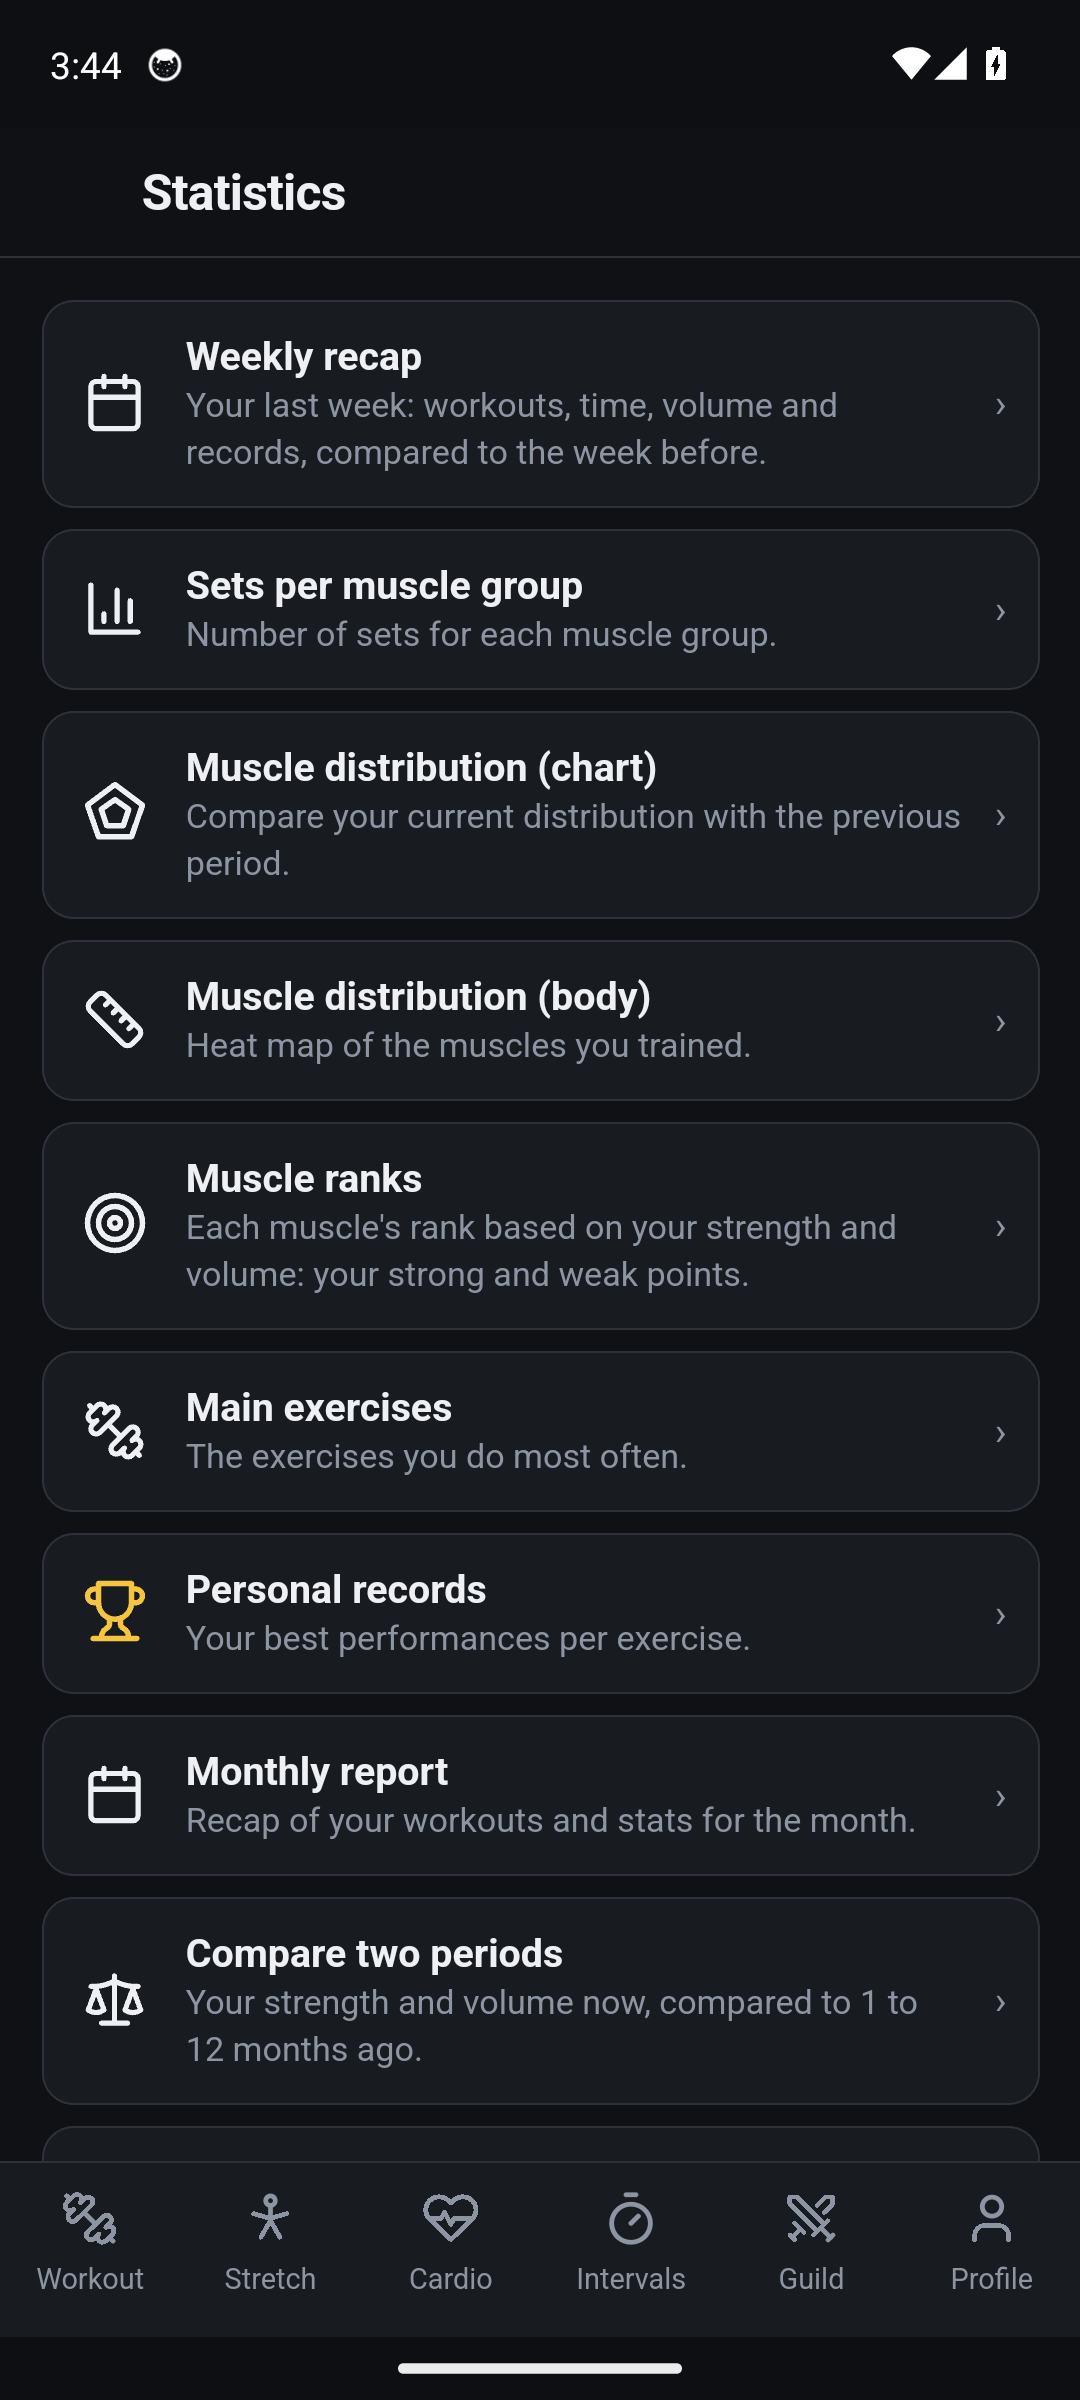 3:44
Statistics
Weekly recap
Your last week: workouts, time, volume and
records, compared to the week before.
Sets per muscle group
Number of sets for each muscle group.
Muscle distribution (chart)
Compare your current distribution with the previous
period.
Muscle distribution (body)
Heat map of the muscles you trained.
Muscle ranks
Each muscle's rank based on your strength and
volume: your strong and weak points.
Main exercises
The exercises you do most often.
Personal records
Your best performances per exercise.
Monthly report
Recap of your workouts and stats for the month.
Compare two periods
Your strength and volume now, compared to 1 to
12 months ago.
Workout Stretch Cardio Intervals Guild Profile